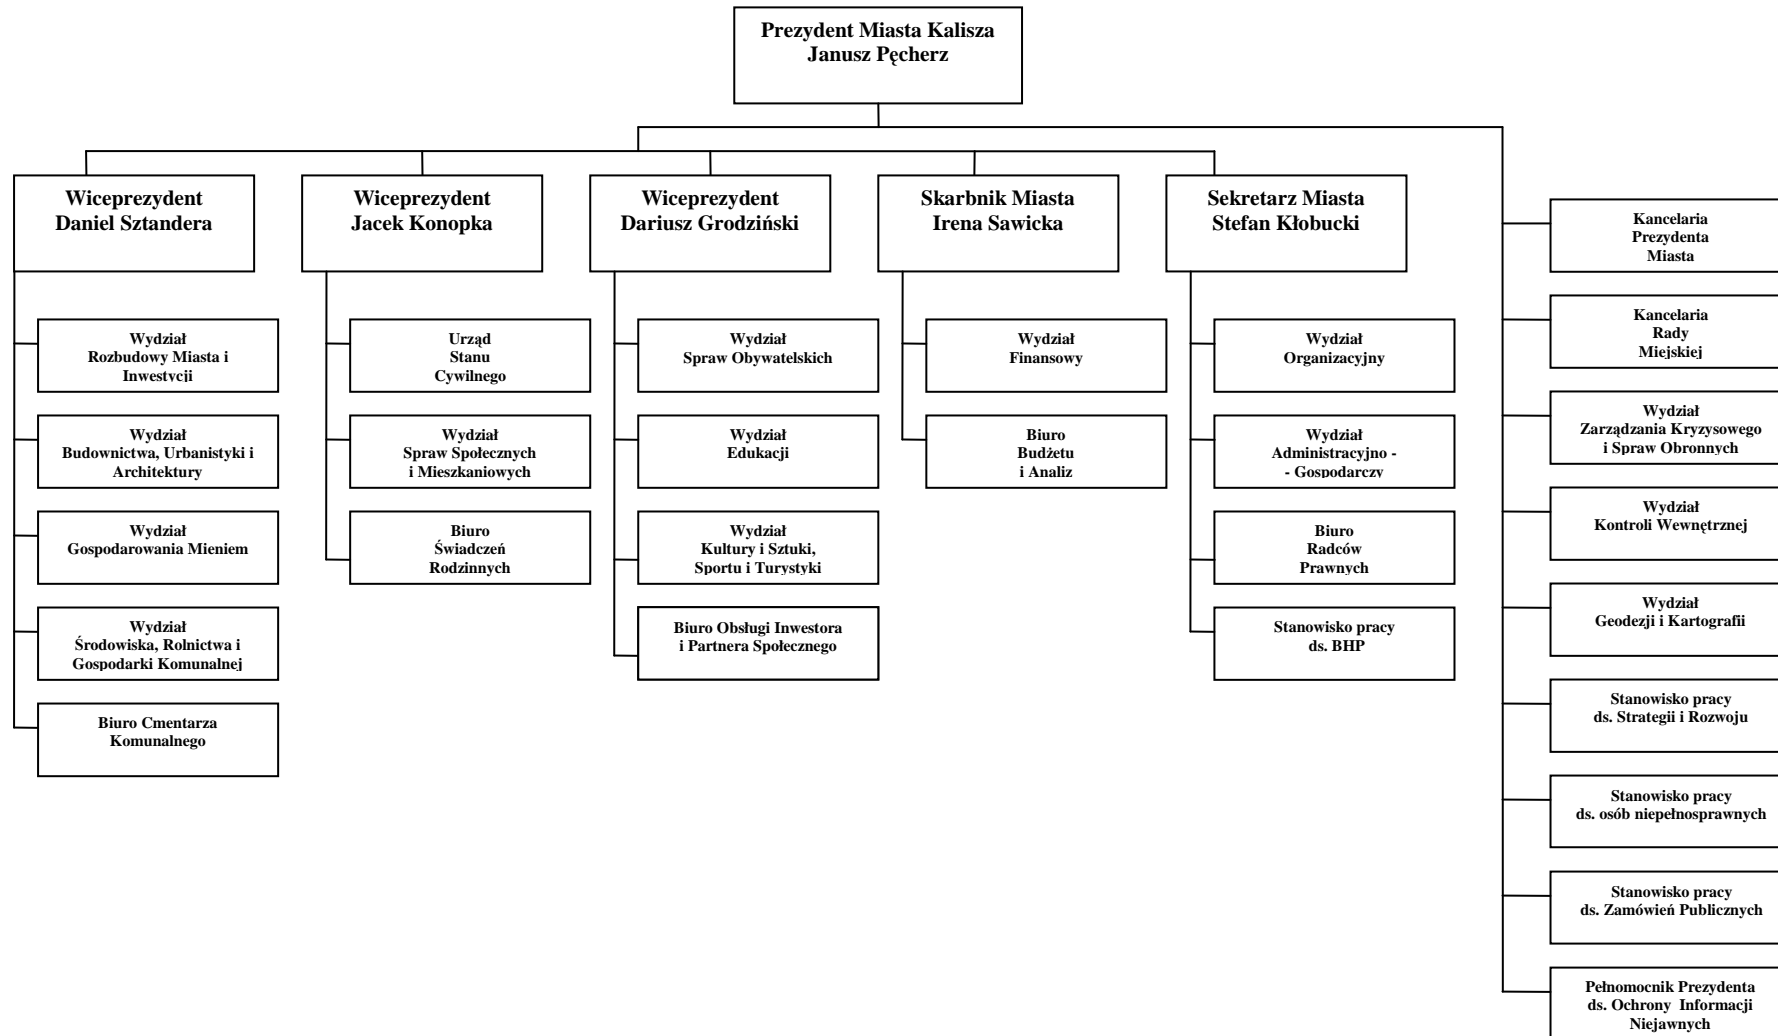 Prezydent Miasta Kalisza
Janusz Pęcherz
Wiceprezydent
Daniel Sztandera
Wydział
Rozbudowy Miasta i
Inwestycji
Wydział
Budownictwa, Urbanistyki i
Architektury
Wydział
Gospodarowania Mieniem
Wydział
Środowiska, Rolnictwa i
Gospodarki Komunalnej
Biuro Cmentarza
Komunalnego
Wiceprezydent
Jacek Konopka
Urząd
Stanu
Cywilnego
Wydział
Spraw Społecznych
i Mieszkaniowych
Biuro
Świadczeń
Rodzinnych
Wiceprezydent
Dariusz Grodziński
Wydział
Spraw Obywatelskich
Wydział
Edukacji
Wydział
Kultury i Sztuki,
Sportu i Turystyki
Biuro Obsługi Inwestora
i Partnera Społecznego
Skarbnik Miasta
Irena Sawicka
Wydział
Finansowy
Biuro
Budżetu
i Analiz
Sekretarz Miasta
Stefan Kłobucki
Wydział
Organizacyjny
Wydział
Administracyjno -
- Gospodarczy
Biuro
Radców
Prawnych
Stanowisko pracy
ds. BHP
Kancelaria
Prezydenta
Miasta
Kancelaria
Rady
Miejskiej
Wydział
Zarządzania Kryzysowego
i Spraw Obronnych
Wydział
Kontroli Wewnętrznej
Wydział
Geodezji i Kartografii
Stanowisko pracy
ds. Strategii i Rozwoju
Stanowisko pracy
ds. osób niepełnosprawnych
Stanowisko pracy
ds. Zamówień Publicznych
Pełnomocnik Prezydenta
ds. Ochrony Informacji
Niejawnych